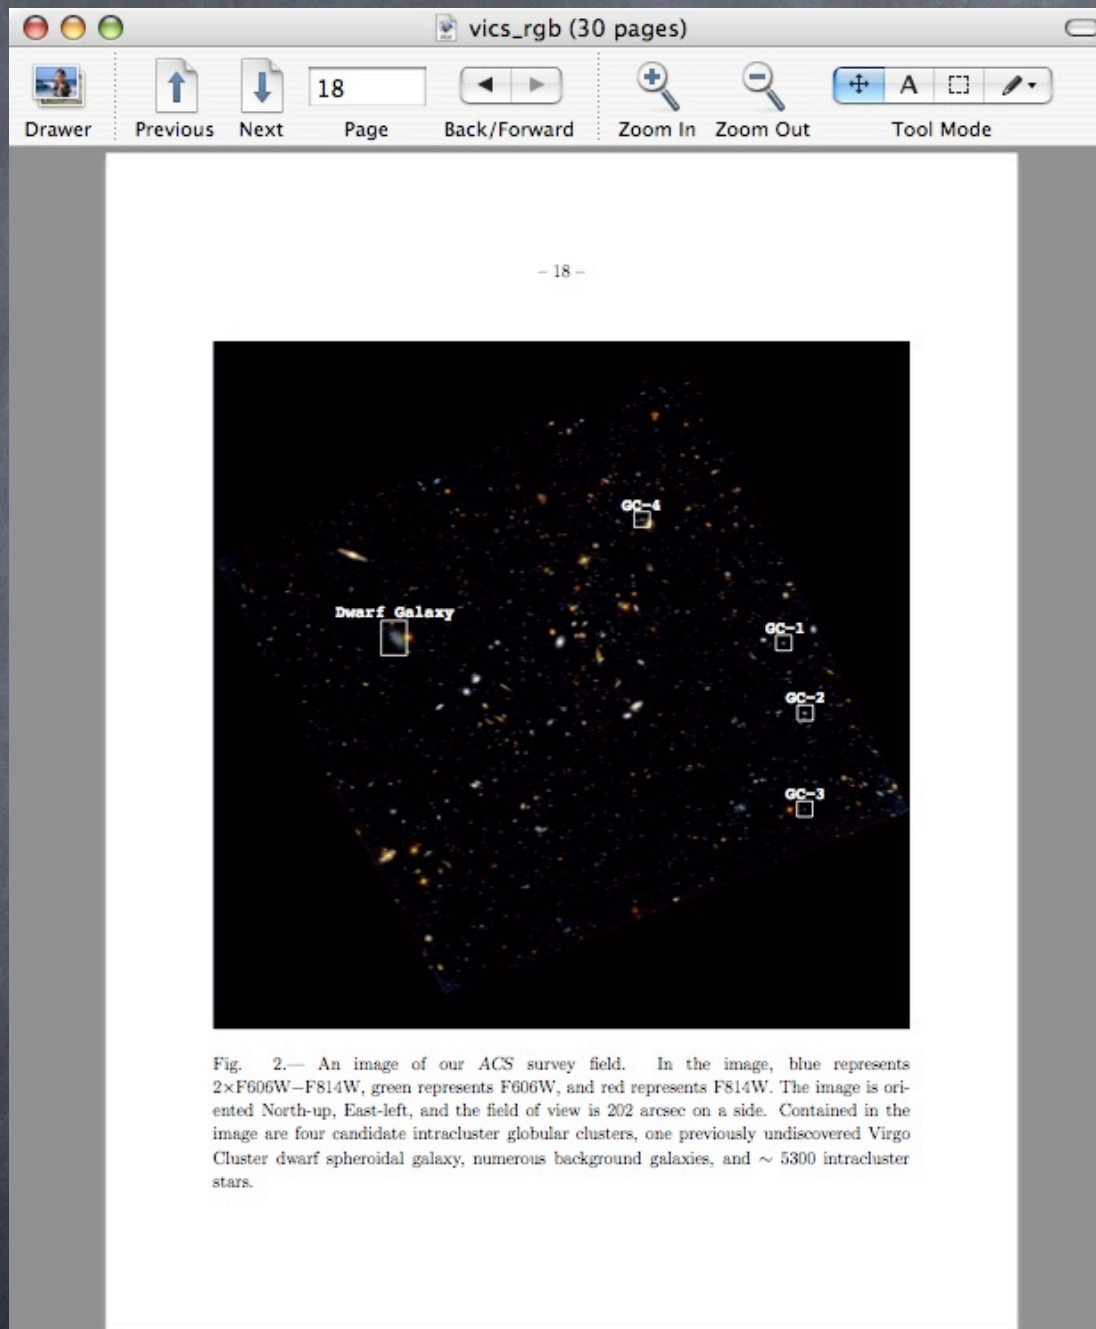 vics_rgb (30 pages)
18
Drawer Previous Next Page Back/Forward Zoom In Zoom Out Tool Mode
A
– 18 –
GC-4
Dwarf Galaxy
GC-1
GC-2
GC-3
Fig. 2.— An image of our ACS survey field. In the image, blue represents
2×F606W−F814W, green represents F606W, and red represents F814W. The image is ori-
ented North-up, East-left, and the field of view is 202 arcsec on a side. Contained in the
image are four candidate intracluster globular clusters, one previously undiscovered Virgo
Cluster dwarf spheroidal galaxy, numerous background galaxies, and ∼ 5300 intracluster
stars.